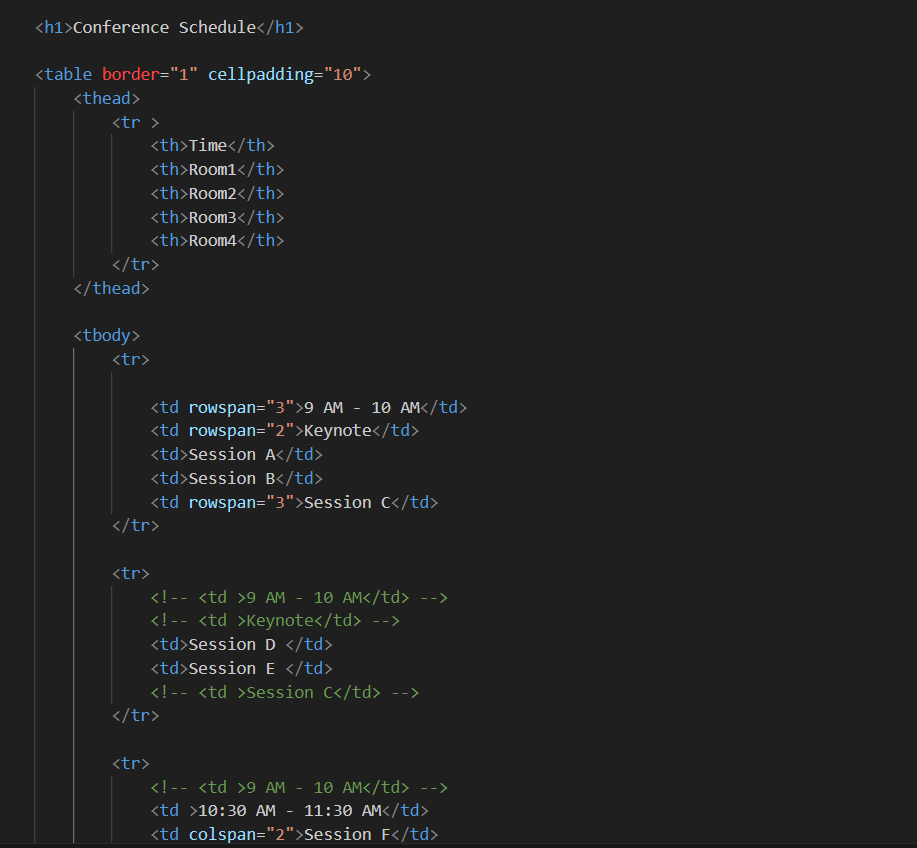 <h1>Conference Schedule</h1>
<table border="1" cellpadding="10">
<thead>
<tr >
<th>Time</th>
<th>Room1</th>
<th>Room2</th>
<th>Room3</th>
<th>Room4</th>
</tr>
</thead>
<tbody>
<tr>
<td rowspan="3">9 AM - 10 AM</td>
<td rowspan="2">Keynote</td>
<td>Session A</td>
<td>Session B</td>
<td rowspan="3">Session C</td>
</tr>
<tr>
<!-- <td >9 AM - 10 AM</td> -->
<!-- <td >Keynote</td> -->
<td>Session D </td>
<td>Session E </td>
<!-- <td >Session C</td> -->
</tr>
<tr>
<!-- <td >9 AM - 10 AM</td> -->
<td >10:30 AM - 11:30 AM</td>
<td colspan="2">Session F</td>